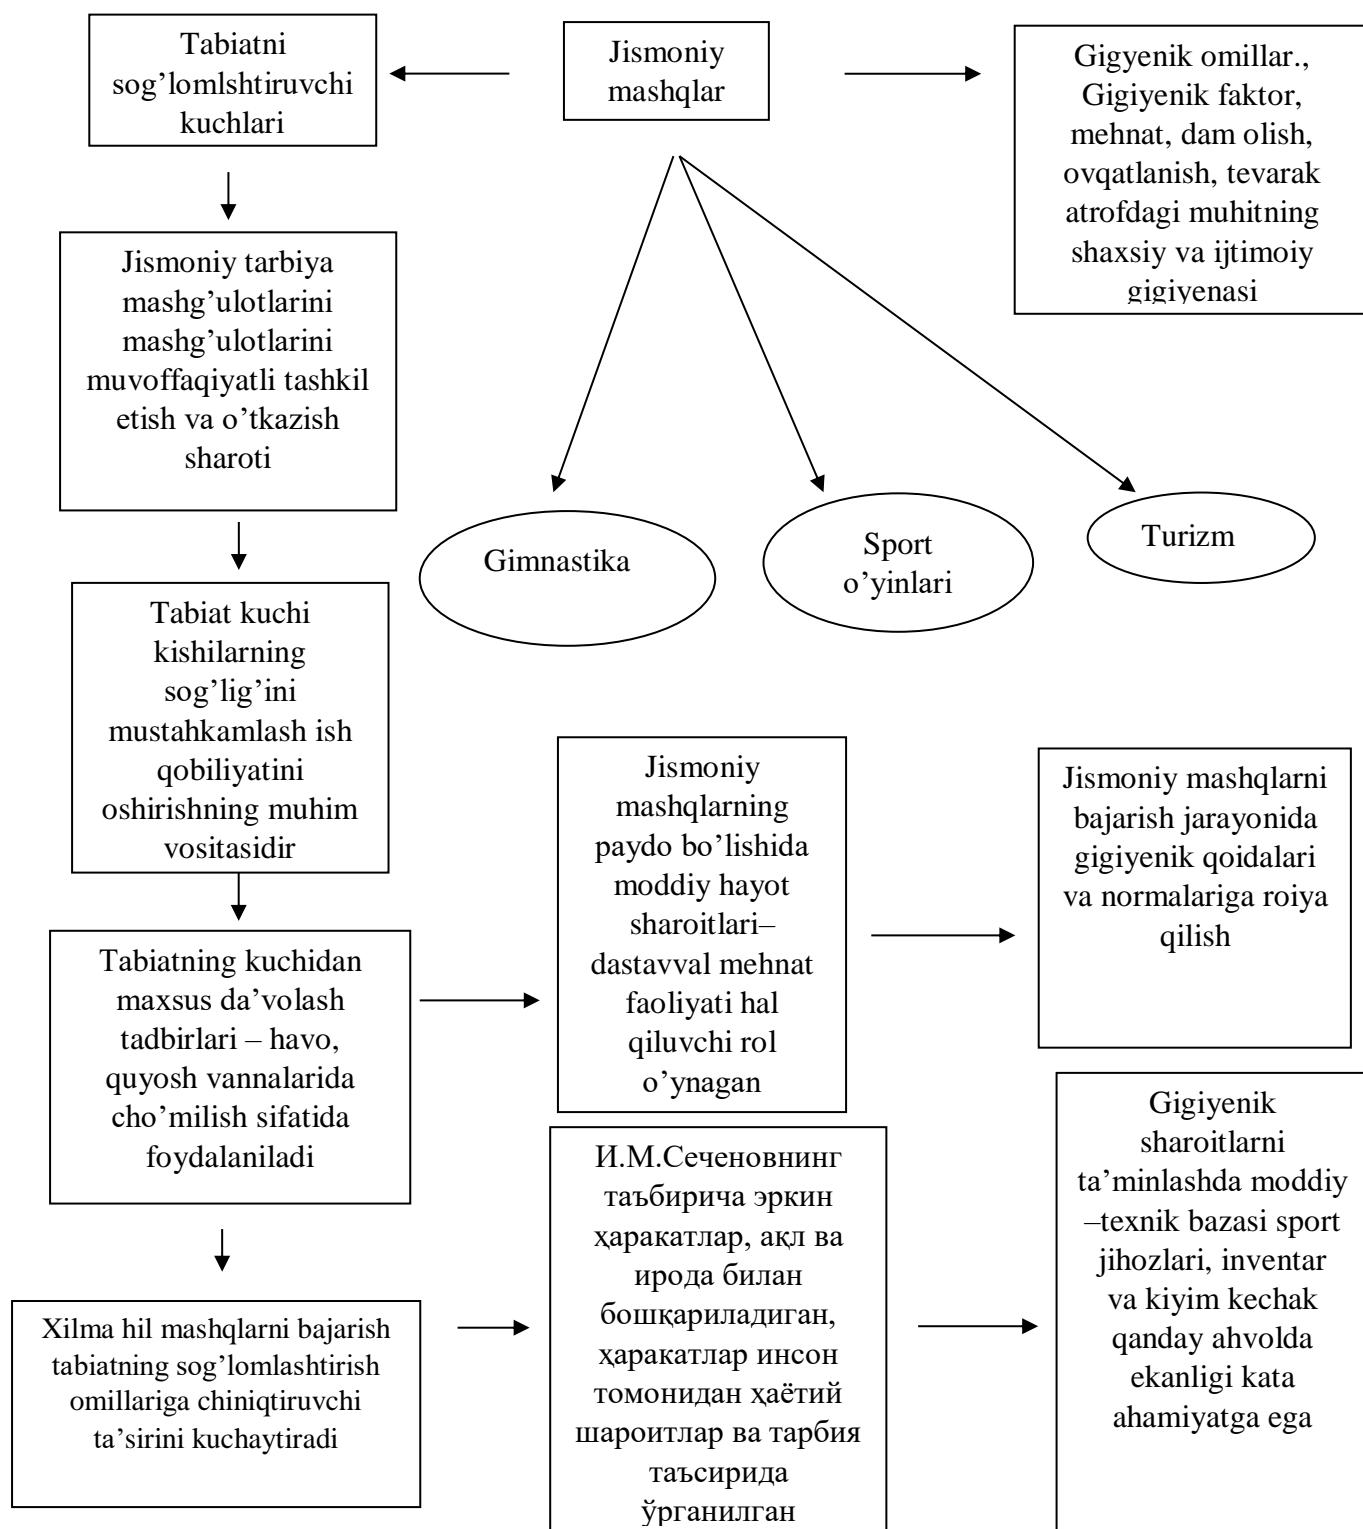 Tabiatni
sog’lomlshtiruvchi
kuchlari
Jismoniy
mashqlar
Gigyenik omillar.,
Gigiyenik faktor,
mehnat, dam olish,
ovqatlanish, tevarak
atrofdagi muhitning
shaxsiy va ijtimoiy
gigiyenasi
Jismoniy tarbiya
mashg’ulotlarini
mashg’ulotlarini
muvoffaqiyatli tashkil
etish va o’tkazish
sharoti
Gimnastika
Sport
o’yinlari
Turizm
Tabiat kuchi
kishilarning
sog’lig’ini
mustahkamlash ish
qobiliyatini
oshirishning muhim
vositasidir
Jismoniy
mashqlarning
paydo bo’lishida
moddiy hayot
sharoitlari–
dastavval mehnat
faoliyati hal
qiluvchi rol
o’ynagan
Jismoniy mashqlarni
bajarish jarayonida
gigiyenik qoidalari
va normalariga roiya
qilish
Tabiatning kuchidan
maxsus da’volash
tadbirlari – havo,
quyosh vannalarida
cho’milish sifatida
foydalaniladi
И.М.Сеченовнинг
таъбирича эркин
ҳаракатлар, ақл ва
ирода билан
бошқариладиган,
ҳаракатлар инсон
томонидан ҳаётий
шароитлар ва тарбия
таъсирида
ўрганилган
Gigiyenik
sharoitlarni
ta’minlashda moddiy
–texnik bazasi sport
jihozlari, inventar
va kiyim kechak
qanday ahvolda
ekanligi kata
ahamiyatga ega
Xilma hil mashqlarni bajarish
tabiatning sog’lomlashtirish
omillariga chiniqtiruvchi
ta’sirini kuchaytiradi